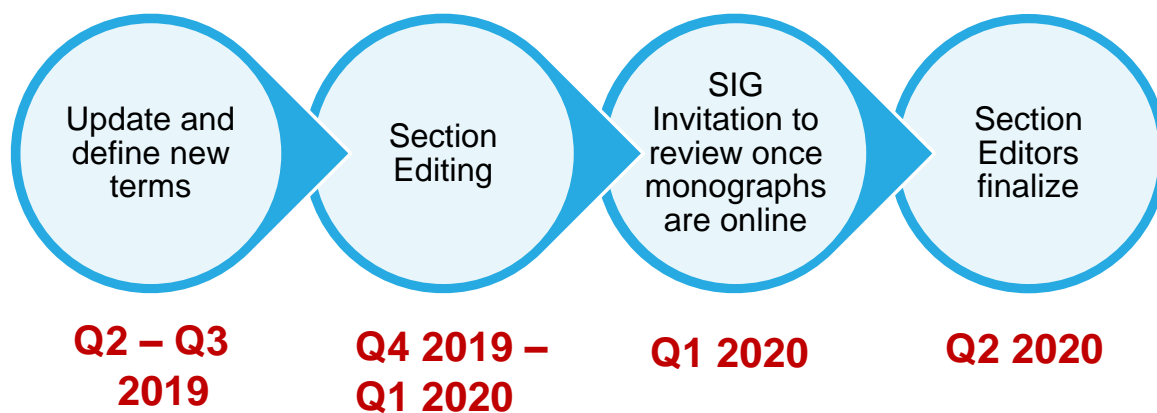 Update and
define new
terms
Section
Editing
SIG
Invitation to
review once
monographs
are online
Section
Editors
finalize
Q2 – Q3
2019
Q4 2019 –
Q1 2020
Q1 2020
Q2 2020